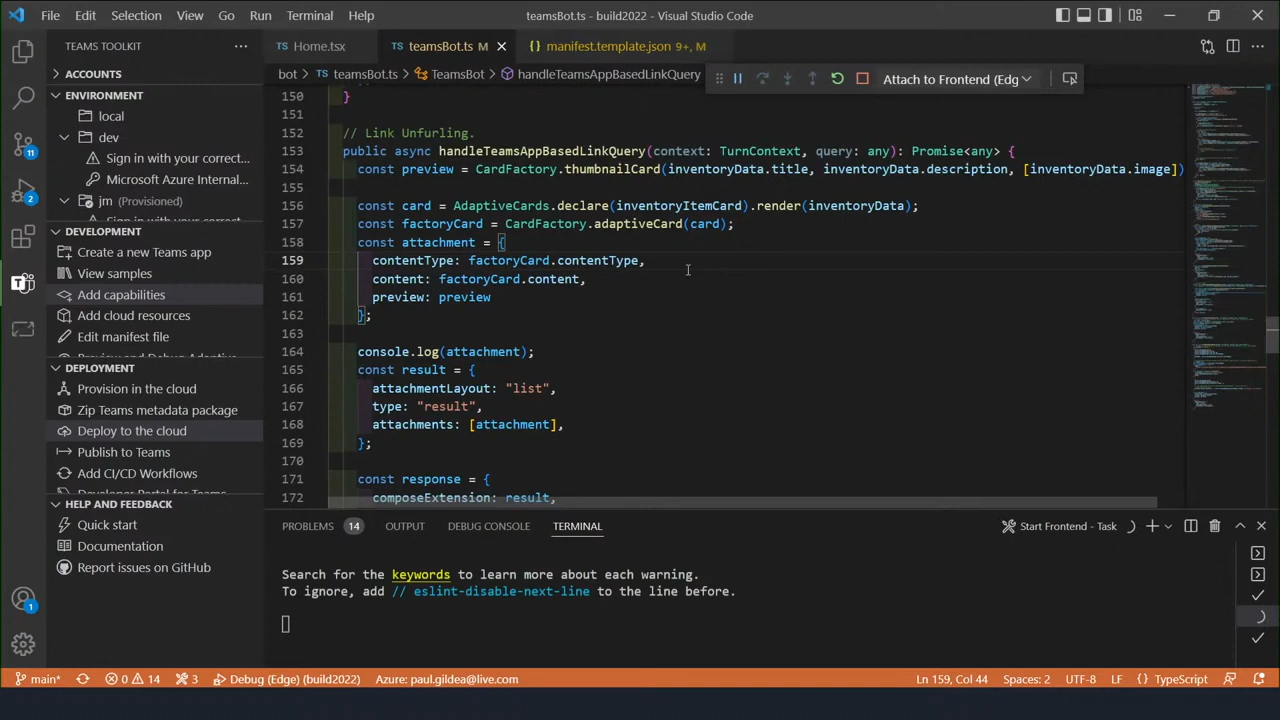 File Edit Selection View Go Run Terminal Help
teamsBot.ts - build2022 - Visual Studio Code
TEAMS TOOLKIT
Home.tsx
teamsBot.ts M
manifest.template.json 9+, M
ACCOUNTS
bot > teamsBot.ts > TeamsBot > handleTeamsAppBasedLinkQuery
Attach to Frontend (Edg
ENVIRONMENT
local
dev
Sign in with your correct...
Microsoft Azure Internal...
jm (Provisioned)
DEVELOPMENT
Create a new Teams app
View samples
Add capabilities
Add cloud resources
Edit manifest file
DEPLOYMENT
Provision in the cloud
Zip Teams metadata package
Deploy to the cloud
Publish to Teams
Add CI/CD Workflows
Developer Portal for Teams
HELP AND FEEDBACK
Quick start
Documentation
Report issues on GitHub
11
2
1
150 }
151
152 // Link Unfurling.
153 public async handleTeamsAppBasedLinkQuery(context: TurnContext, query: any): Promise<any> {
154 const preview = CardFactory.thumbnailCard(inventoryData.title, inventoryData.description, [inventoryData.image])
155
156 const card = AdaptiveCards.declare(inventoryItemCard).render(inventoryData);
157 const factoryCard = CardFactory.adaptiveCard(card);
158 const attachment = {
159 contentType: factoryCard.contentType,
160 content: factoryCard.content,
161 preview: preview
162 };
163
164 console.log(attachment);
165 const result = {
166 attachmentLayout: "list",
167 type: "result",
168 attachments: [attachment],
169 };
170
171 const response = {
172 composeExtension: result,
PROBLEMS 14 OUTPUT DEBUG CONSOLE TERMINAL
Start Frontend - Task
Search for the keywords to learn more about each warning.
To ignore, add // eslint-disable-next-line to the line before.
main* 0 14 3 Debug (Edge) (build2022) Azure: paul.gildea@live.com
Ln 159, Col 44 Spaces: 2 UTF-8 LF {} TypeScript